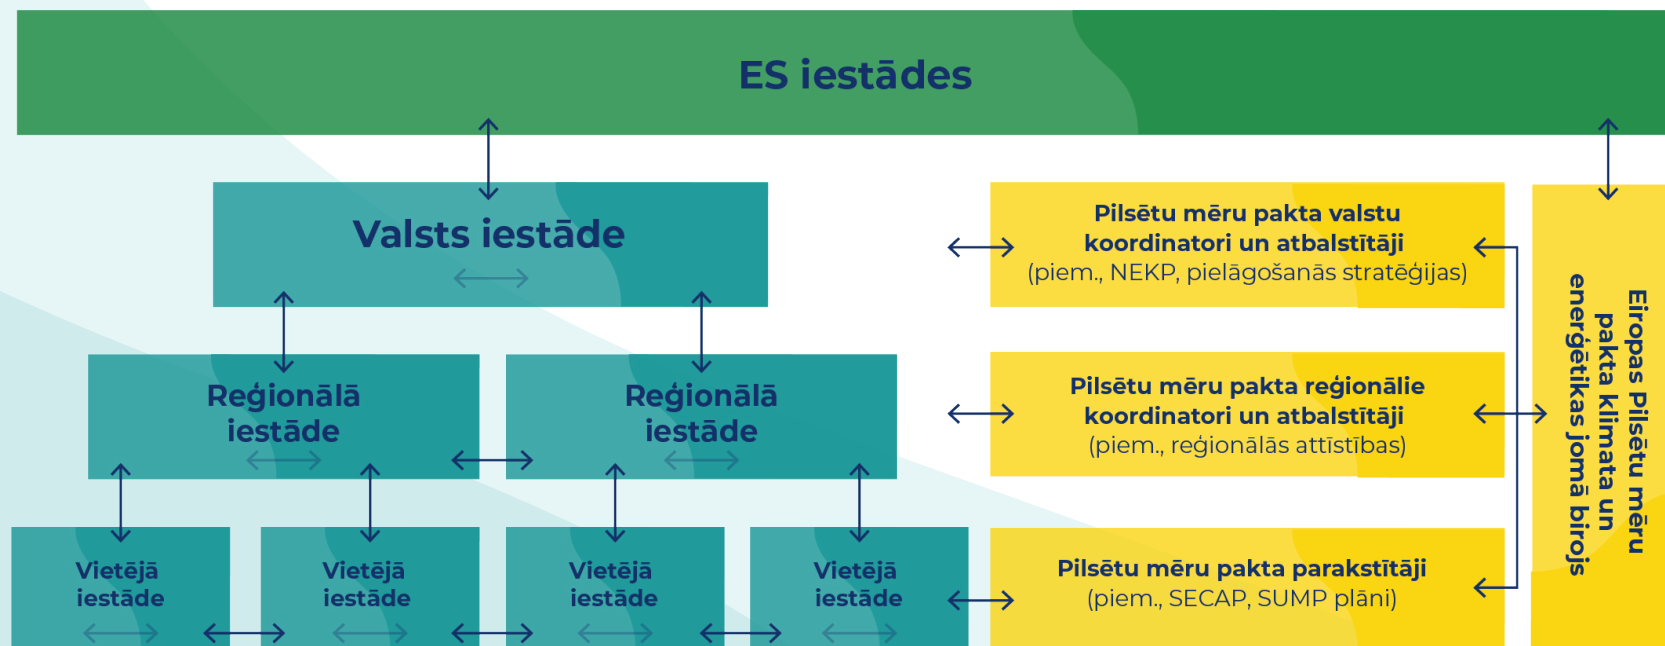 ES iestādes
Valsts iestāde
Pilsētu mēru pakta valstu
koordinatori un atbalstītāji
(piem., NEKP, pielāgošanās stratēģijas)
Reģionālā
iestāde
Reģionālā
iestāde
Pilsētu mēru pakta reģionālie
koordinatori un atbalstītāji
(piem., reģionālās attīstības)
Vietējā
iestāde
Vietējā
iestāde
Vietējā
iestāde
Vietējā
iestāde
Pilsētu mēru pakta parakstītāji
(piem., SECAP, SUMP plāni)
Eiropas Pilsētu mēru
pakta klimata un
enerģētikas jomā birojs